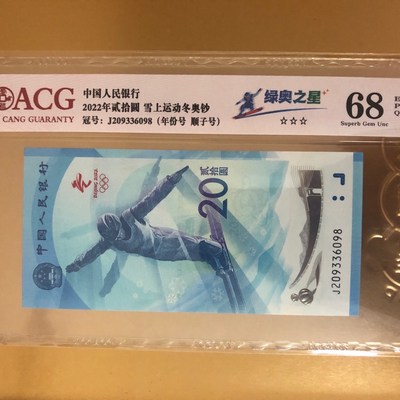 ACG
CANG GUARANTY
中国人民银行
2022年贰拾圆 雪上运动冬奥钞
冠号：J209336098（年份号 顺子号）
绿奥之星
68
Superb Gem Unc
E
P
Q
中国人民银行
BEIJING 2022
20
贰拾圆
J209336098